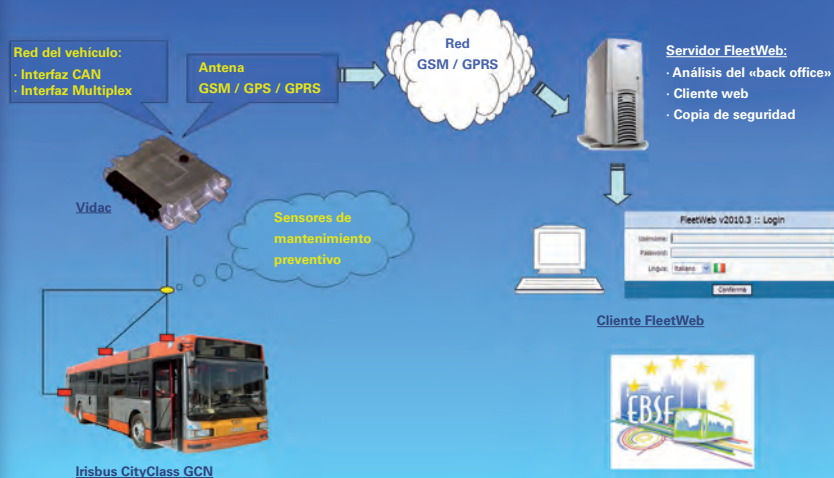 Red del vehículo:
· Interfaz CAN
· Interfaz Multiplex
Antena
GSM / GPS / GPRS
Red
GSM / GPRS
Servidor FleetWeb:
· Análisis del «back office»
· Cliente web
· Copia de seguridad
Vidac
Sensores de
mantenimiento
preventivo
FleetWeb v2010.3 :: Login
Username:
Password:
Lingua: Italiano
Conferma
Cliente FleetWeb
EBSF
Irisbus CityClass GCN